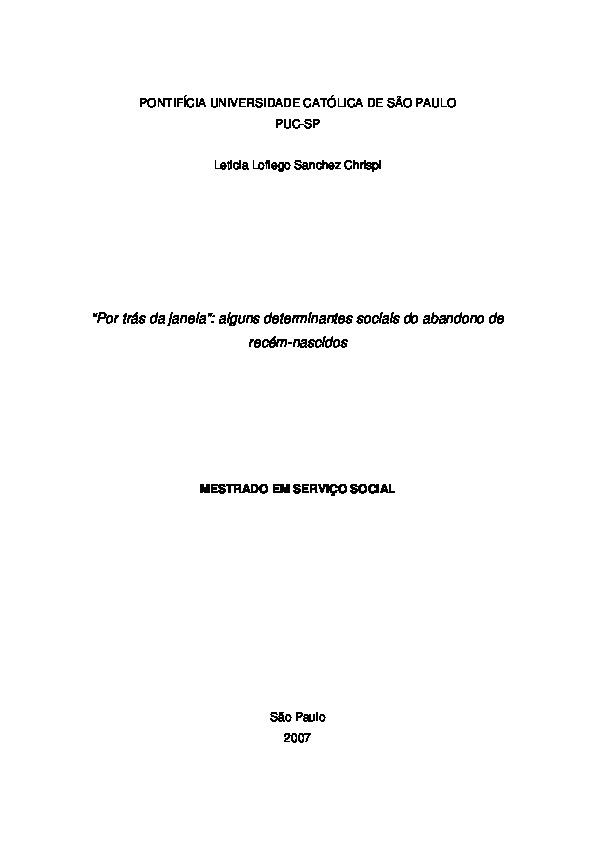 PONTIFÍCIA UNIVERSIDADE CATÓLICA DE SÃO PAULO
PUC-SP
Leticia Lofiego Sanchez Chrispi
“Por trás da janela”: alguns determinantes sociais do abandono de
recém-nascidos
MESTRADO EM SERVIÇO SOCIAL
São Paulo
2007